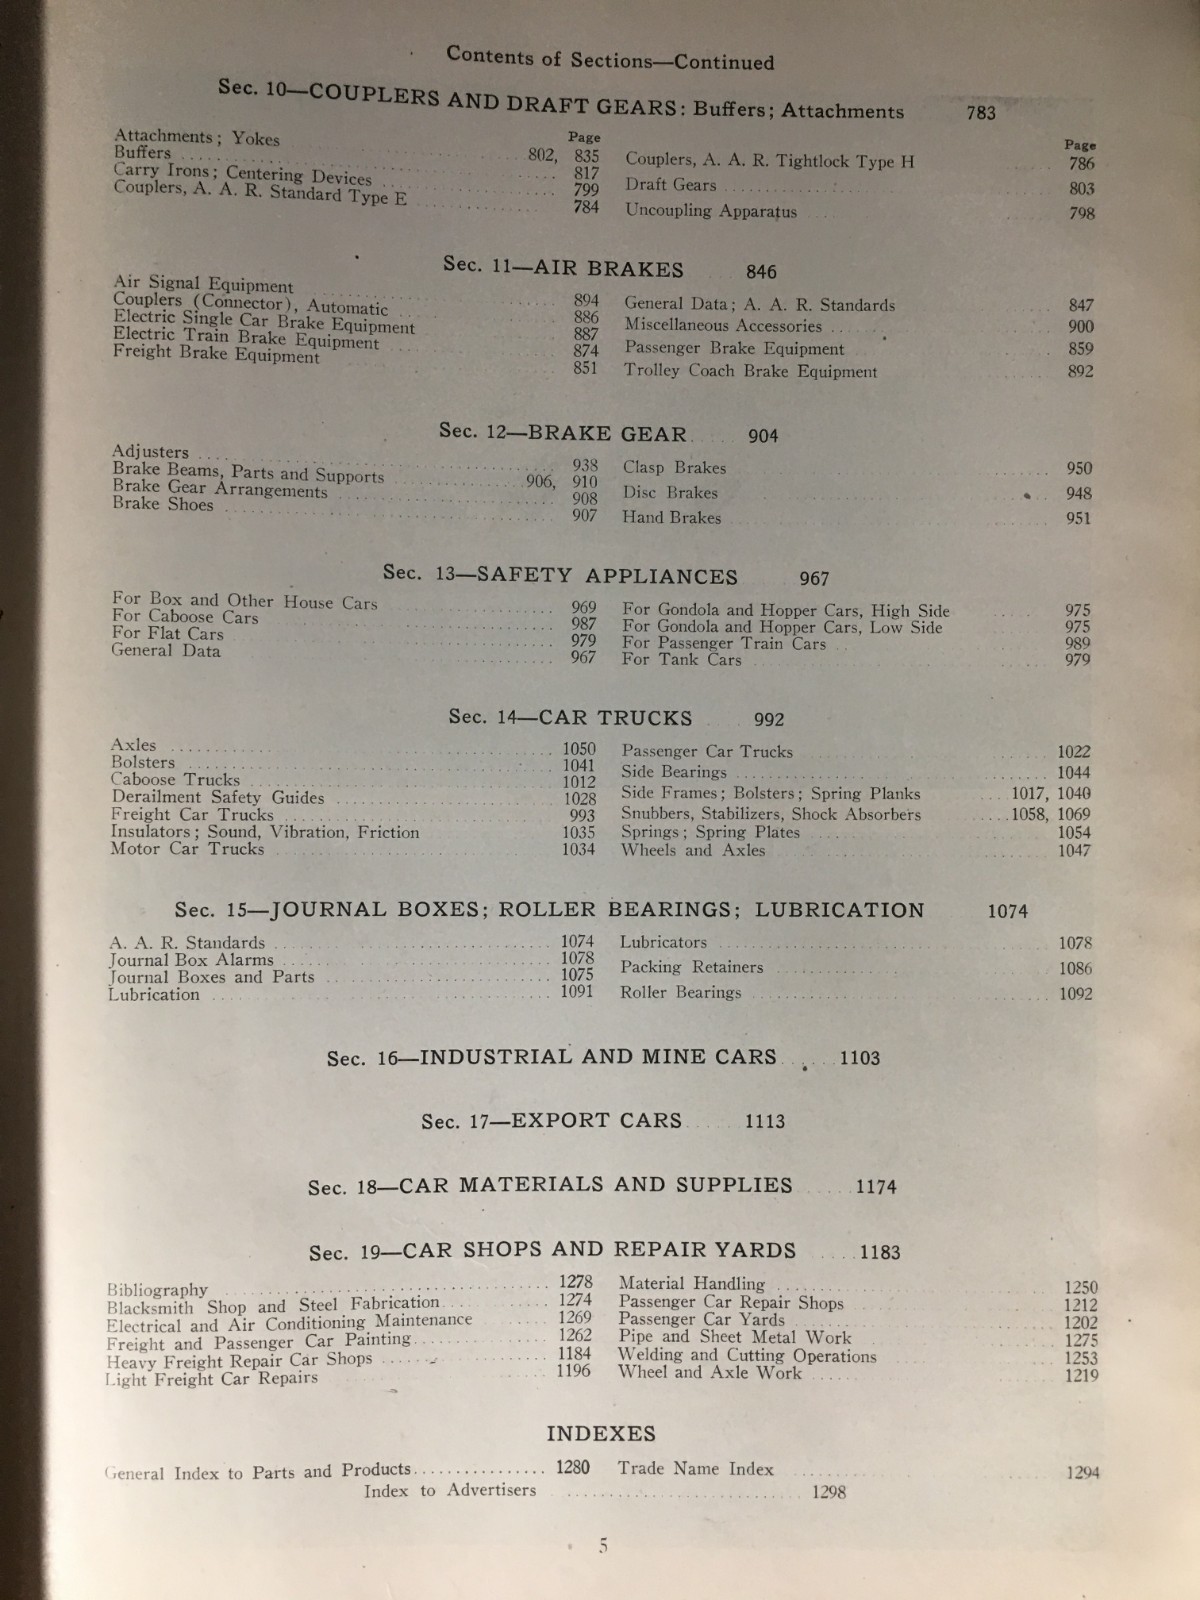 Contents of Sections—Continued
Sec. 10—COUPLERS AND DRAFT GEARS: Buffers; Attachments 783
Page
Attachments; Yokes 802, 835
Buffers 817
Carry Irons; Centering Devices 799
Couplers, A. A. R. Standard Type E 784
Page
Couplers, A. A. R. Tightlock Type H 786
Draft Gears 803
Uncoupling Apparatus 798
Sec. 11—AIR BRAKES 846
Air Signal Equipment 894
Couplers (Connector), Automatic 886
Electric Single Car Brake Equipment 887
Electric Train Brake Equipment 874
Freight Brake Equipment 851
General Data; A. A. R. Standards 847
Miscellaneous Accessories 900
Passenger Brake Equipment 859
Trolley Coach Brake Equipment 892
Sec. 12—BRAKE GEAR 904
Adjusters 938
Brake Beams, Parts and Supports 906, 910
Brake Gear Arrangements 908
Brake Shoes 907
Clasp Brakes 950
Disc Brakes 948
Hand Brakes 951
Sec. 13—SAFETY APPLIANCES 967
For Box and Other House Cars 969
For Caboose Cars 987
For Flat Cars 979
General Data 967
For Gondola and Hopper Cars, High Side 975
For Gondola and Hopper Cars, Low Side 975
For Passenger Train Cars 989
For Tank Cars 979
Sec. 14—CAR TRUCKS 992
Axles 1050
Bolsters 1041
Caboose Trucks 1012
Derailment Safety Guides 1028
Freight Car Trucks 993
Insulators; Sound, Vibration, Friction 1035
Motor Car Trucks 1034
Passenger Car Trucks 1022
Side Bearings 1044
Side Frames; Bolsters; Spring Planks 1017, 1040
Snubbers, Stabilizers, Shock Absorbers 1058, 1069
Springs; Spring Plates 1054
Wheels and Axles 1047
Sec. 15—JOURNAL BOXES; ROLLER BEARINGS; LUBRICATION 1074
A. A. R. Standards 1074
Journal Box Alarms 1078
Journal Boxes and Parts 1075
Lubrication 1091
Lubricators 1078
Packing Retainers 1086
Roller Bearings 1092
Sec. 16—INDUSTRIAL AND MINE CARS 1103
Sec. 17—EXPORT CARS 1113
Sec. 18—CAR MATERIALS AND SUPPLIES 1174
Sec. 19—CAR SHOPS AND REPAIR YARDS 1183
Bibliography 1278
Blacksmith Shop and Steel Fabrication 1274
Electrical and Air Conditioning Maintenance 1269
Freight and Passenger Car Painting 1262
Heavy Freight Repair Car Shops 1184
Light Freight Car Repairs 1196
Material Handling 1250
Passenger Car Repair Shops 1212
Passenger Car Yards 1202
Pipe and Sheet Metal Work 1275
Welding and Cutting Operations 1253
Wheel and Axle Work 1219
INDEXES
General Index to Parts and Products 1280
Trade Name Index 1294
Index to Advertisers 1298
5